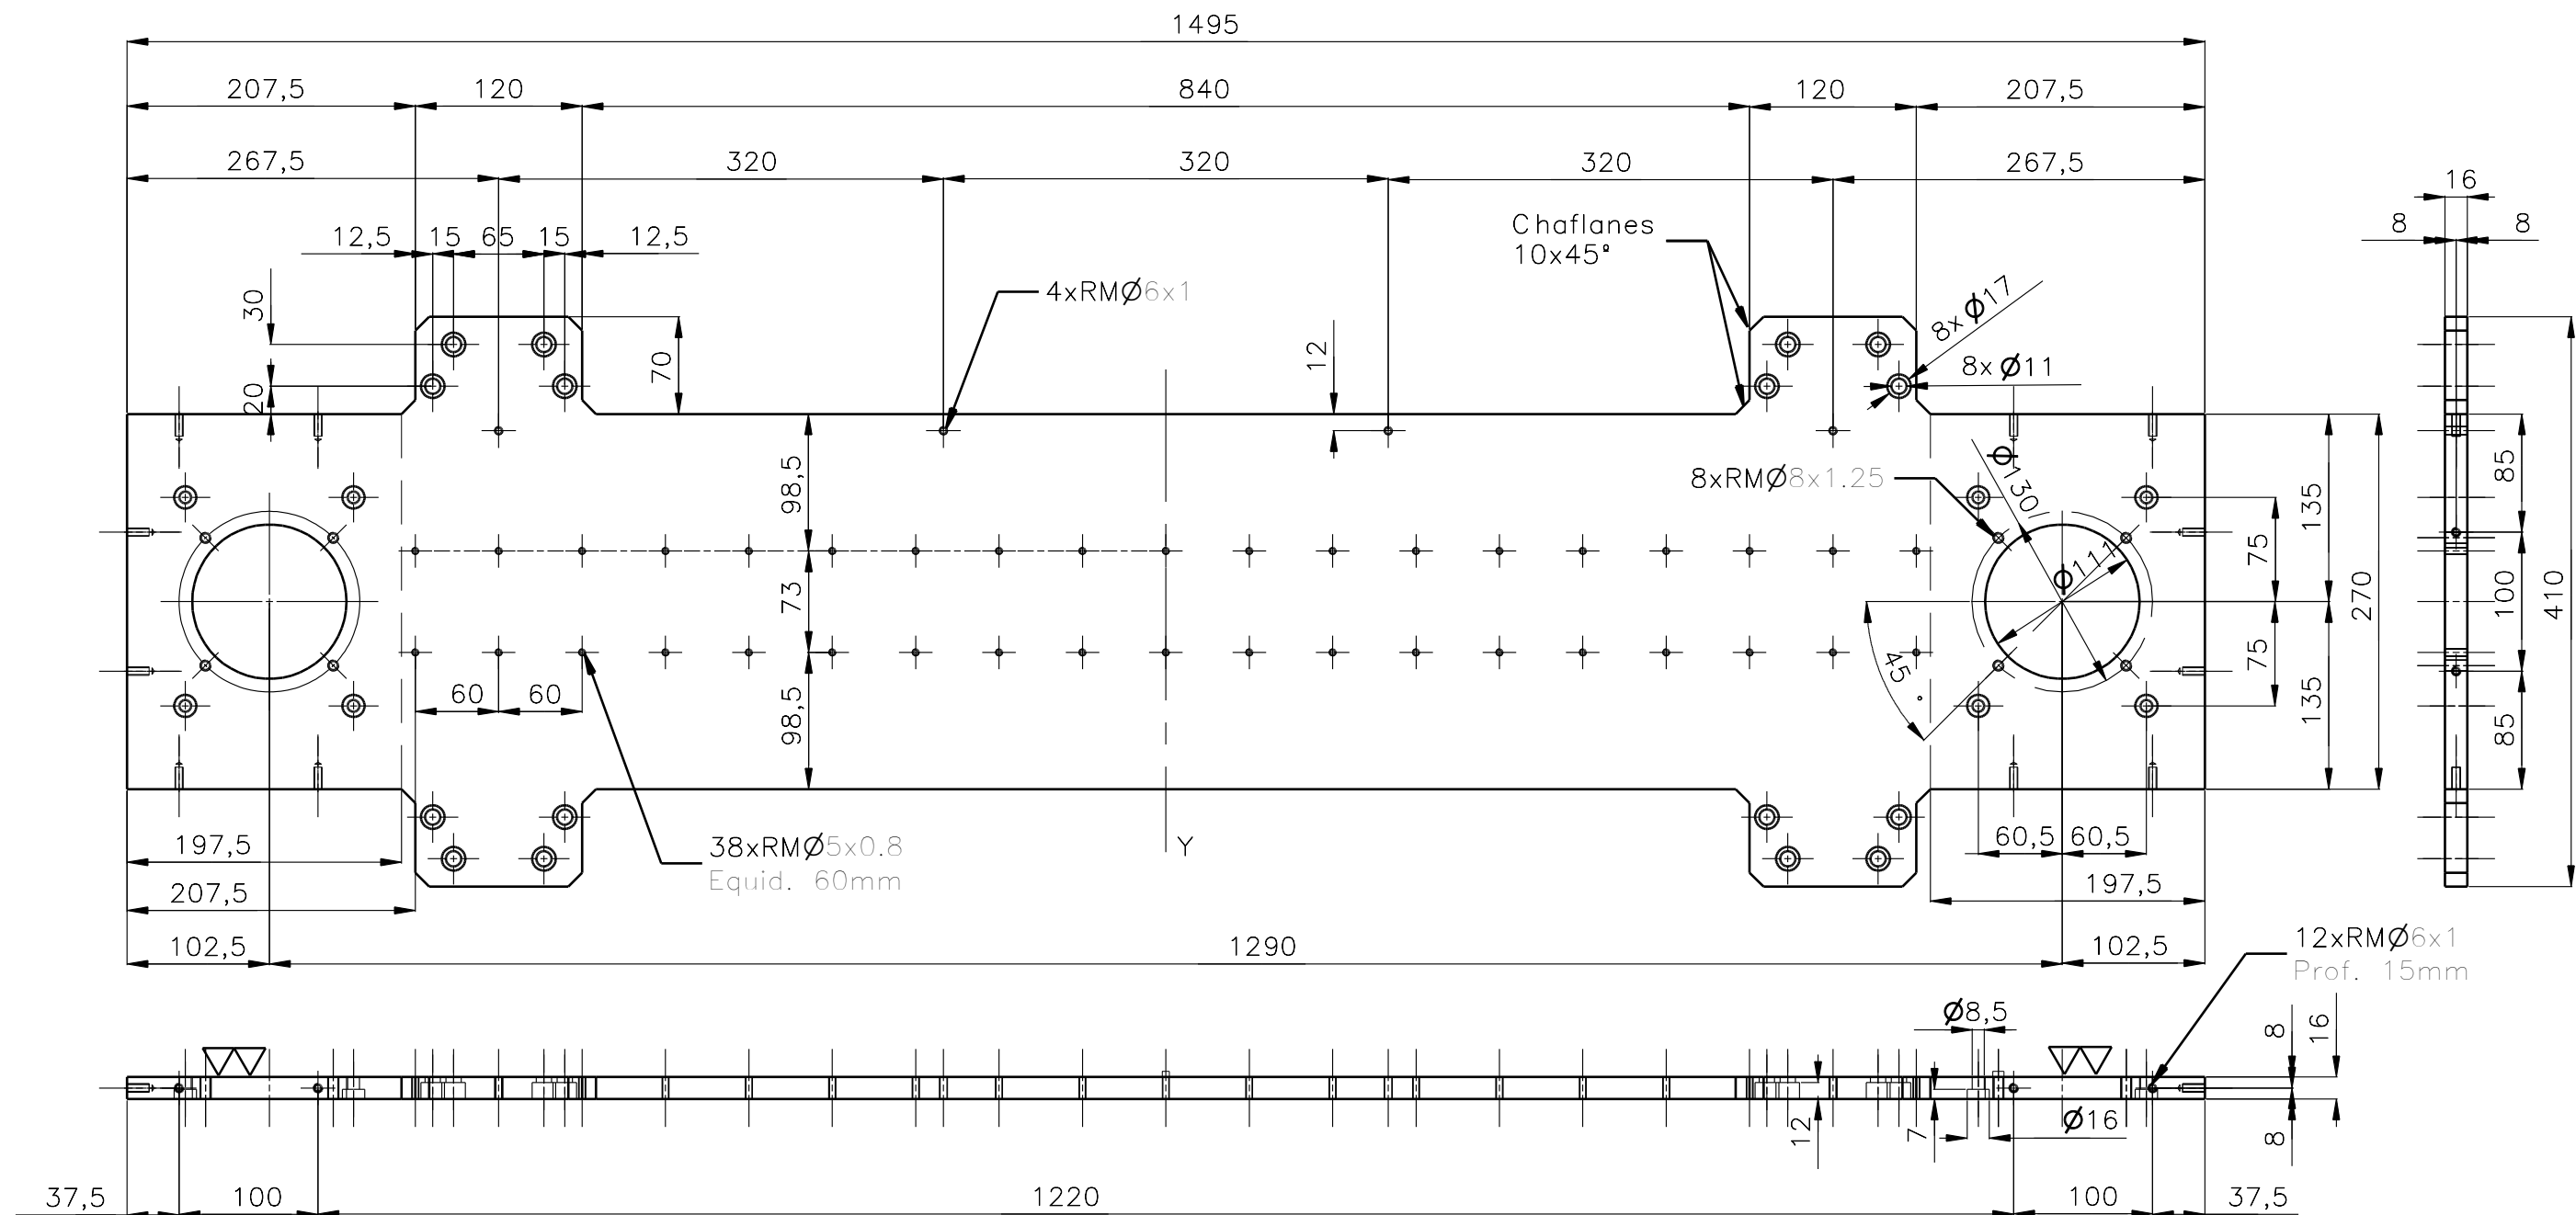 1495
207,5 120 840 120 207,5
267,5 320 320 320 267,5
16
12,5 15 65 15 12,5
Chaflanes
10x45°
8 8
30
4xRMØ6x1
8xØ17
70
12
8xØ11
20
98,5
8xRMØ8x1.25
Ø130
85
135
75
Ø111
73
100
270
410
45°
75
60 60
98,5
135
85
38xRMØ5x0.8
Equid. 60mm
Y
60,5 60,5
197,5
207,5
197,5
102,5 1290 102,5
12xRMØ6x1
Prof. 15mm
Ø8,5
8
16
12
7
Ø16
8
37,5 100 1220 100 37,5